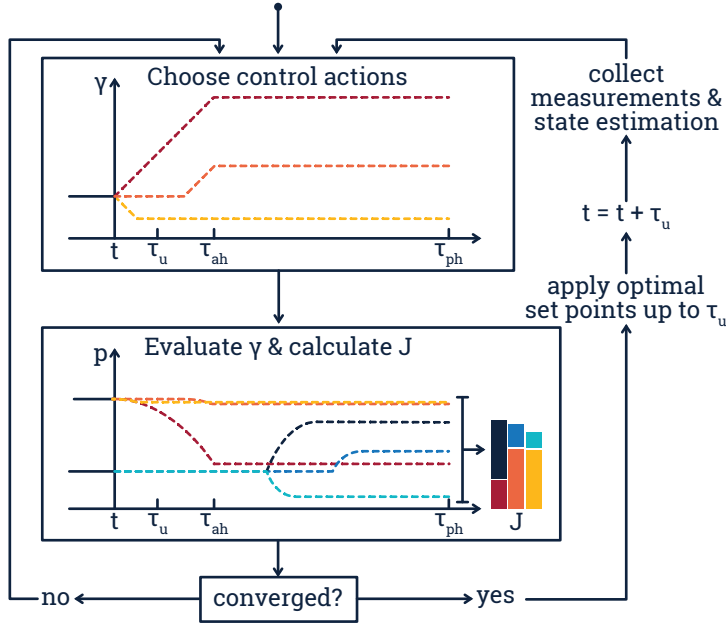 Choose control actions
γ
t
τu
τah
τph
Evaluate γ & calculate J
p
t
τu
τah
τph
J
converged?
no
yes
apply optimal
set points up to τu
t = t + τu
collect
measurements &
state estimation